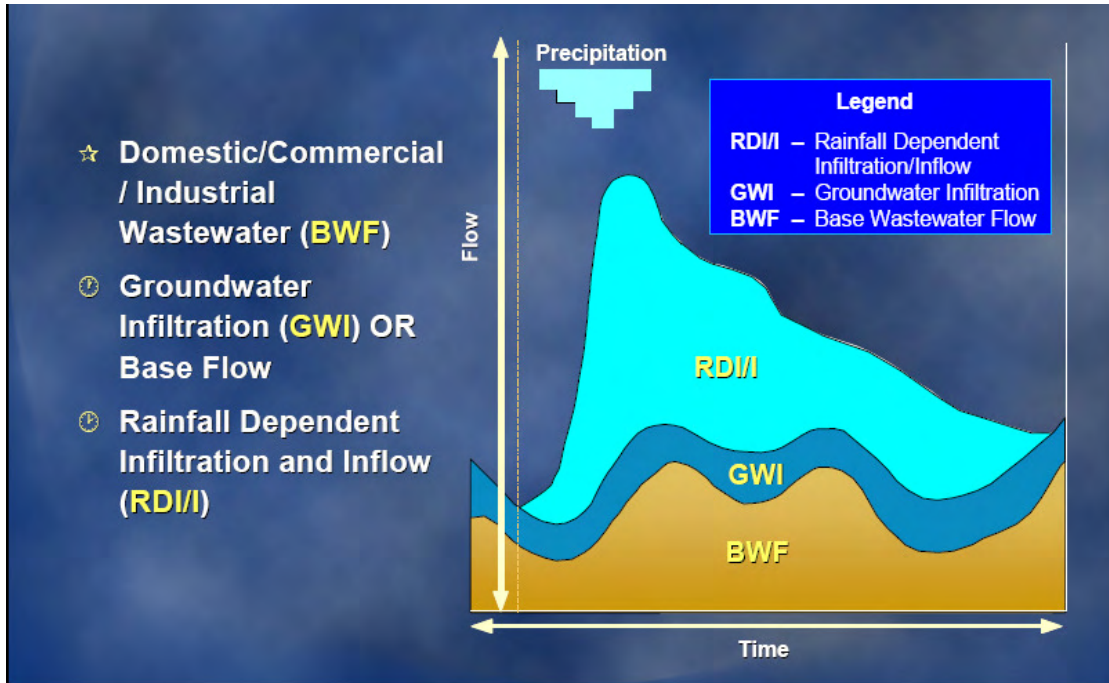 Domestic/Commercial
/ Industrial
Wastewater (BWF)
Groundwater
Infiltration (GWI) OR
Base Flow
Rainfall Dependent
Infiltration and Inflow
(RDI/I)
Precipitation
Flow
Legend
RDI/I – Rainfall Dependent
Infiltration/Inflow
GWI – Groundwater Infiltration
BWF – Base Wastewater Flow
RDI/I
GWI
BWF
Time